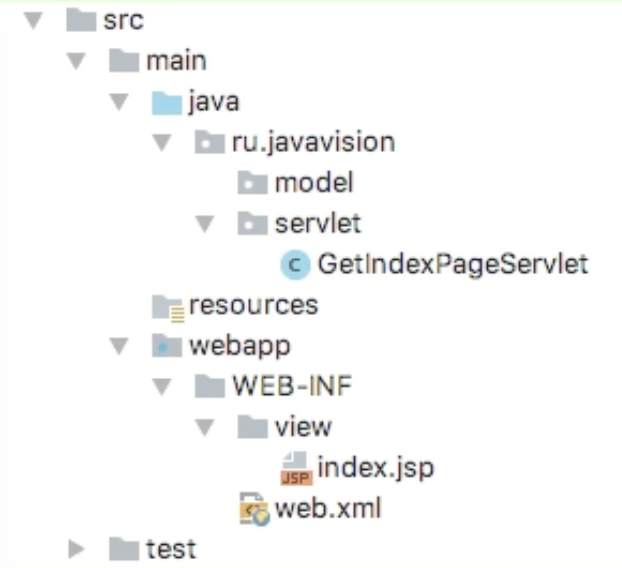 src
main
java
ru.javavision
model
servlet
C GetIndexPageServlet
resources
webapp
WEB-INF
view
JSP index.jsp
web.xml
test